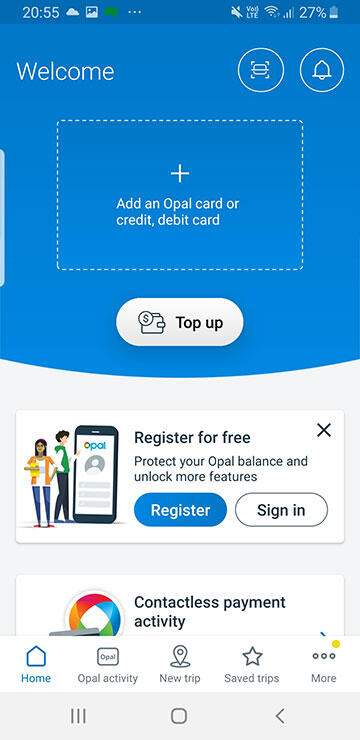 20:55 27%
Vo)
LTE
Welcome
Add an Opal card or
credit, debit card
Top up
Opal
Register for free
Protect your Opal balance and
unlock more features
Register Sign in
Contactless payment
activity
Opal
Home Opal activity New trip Saved trips More